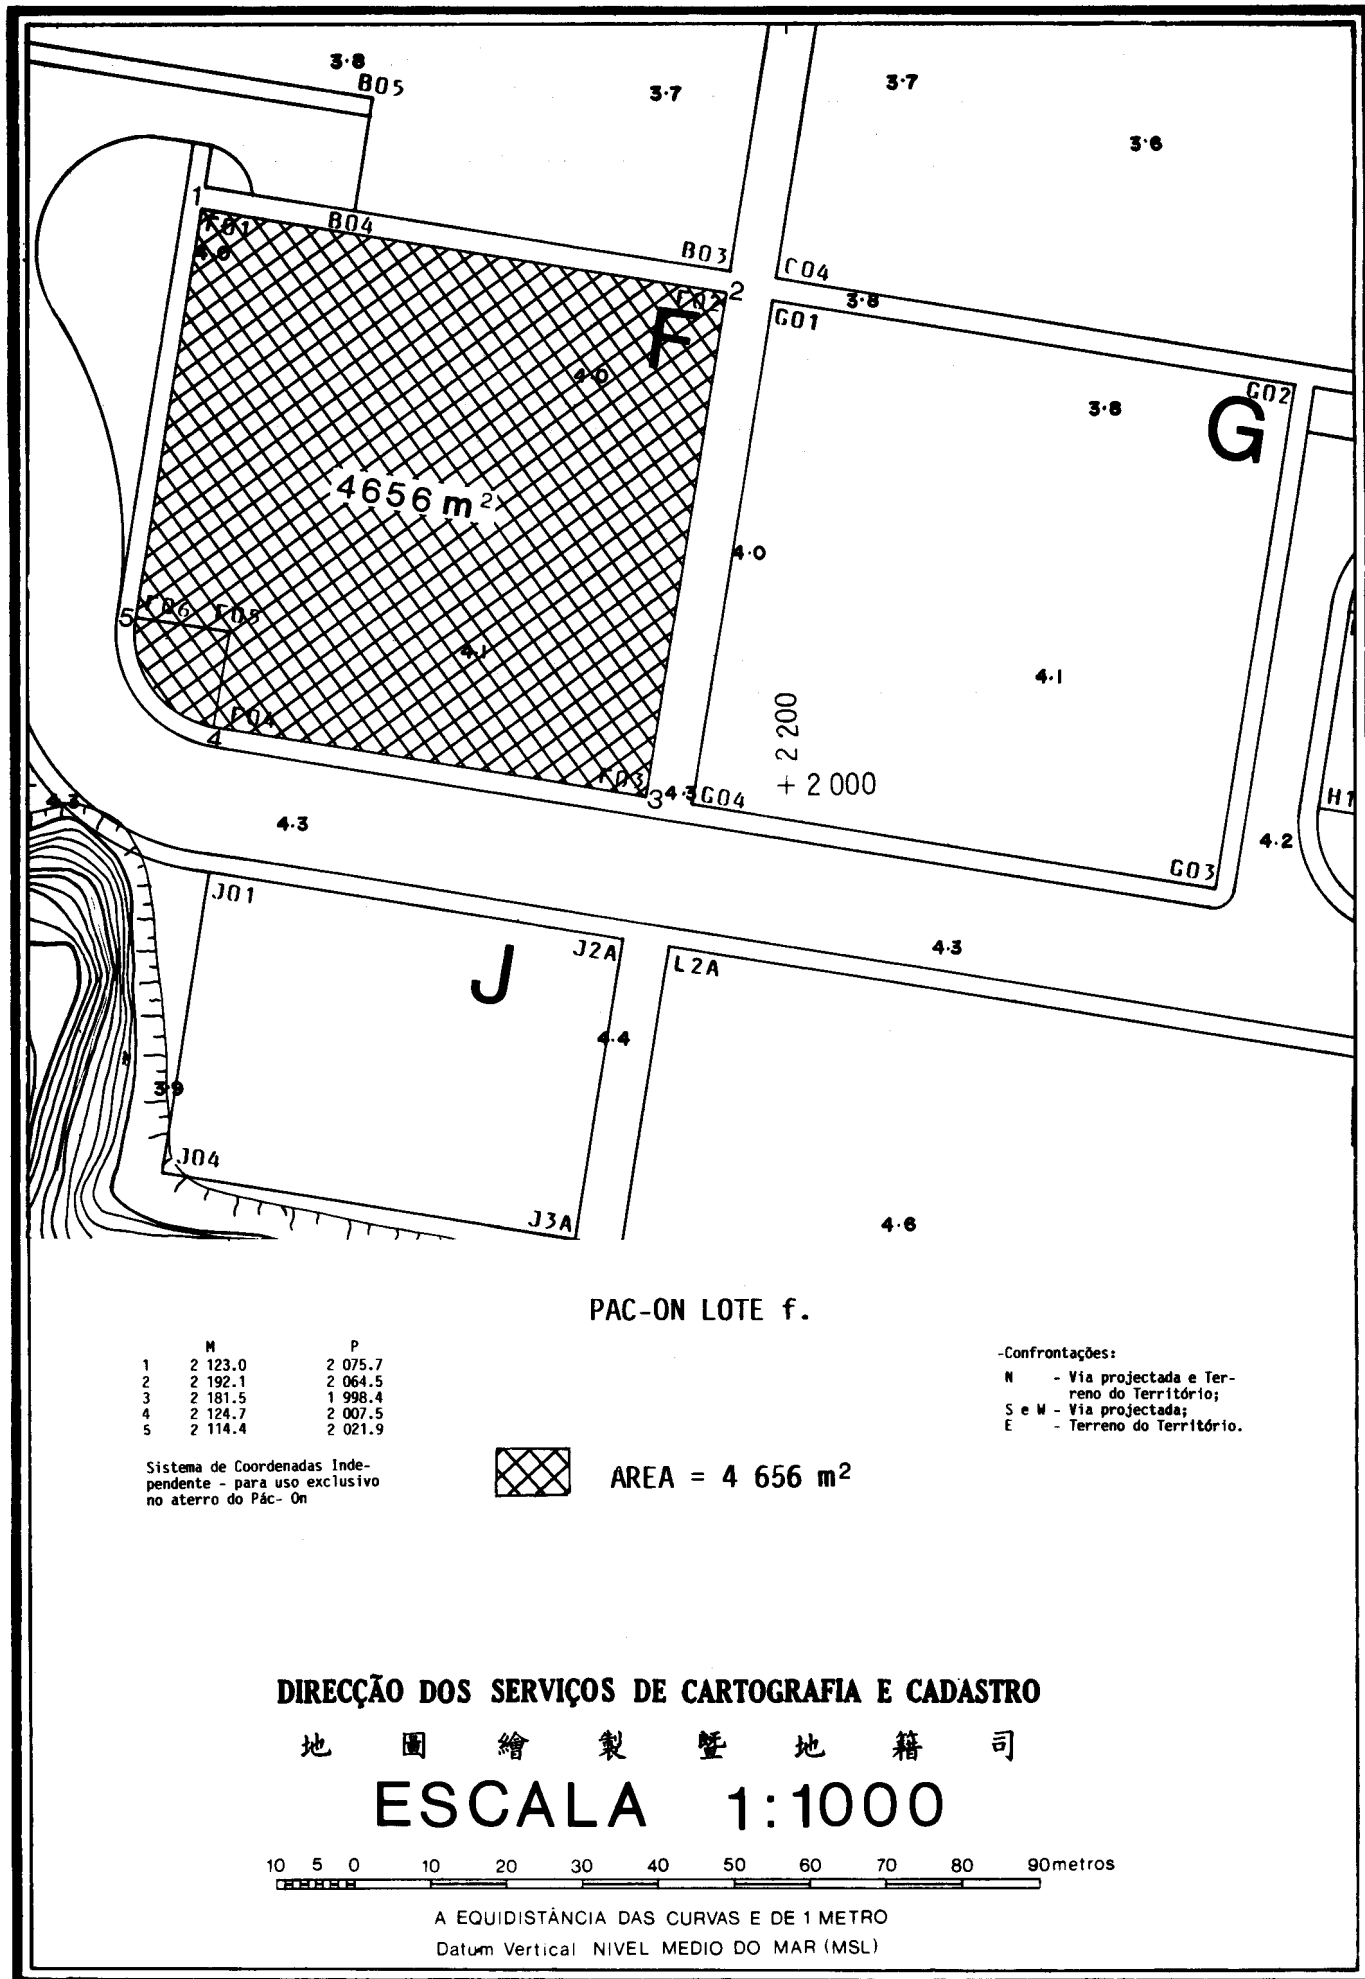 3·8
B05
3·7
3·7
3·6
1
F01
B04
4·0
B03
C04
F02
2
3·8
G01
F
4·0
G02
3·8
G
4656 m²
4·0
F06
F05
5
4·1
4·1
2 200
+ 2 000
F04
4
F03
3
4·3
G04
H1
4·3
4·3
4·2
G03
J01
J2A
L2A
4·3
J
4·4
3·9
J04
J3A
4·6
PAC-ON LOTE f.
M P
1 2 123.0 2 075.7
2 2 192.1 2 064.5
3 2 181.5 1 998.4
4 2 124.7 2 007.5
5 2 114.4 2 021.9
-Confrontações:
N - Via projectada e Ter-
reno do Território;
S e W - Via projectada;
E - Terreno do Território.
Sistema de Coordenadas Inde-
pendente - para uso exclusivo
no aterro do Pác- On
AREA = 4 656 m²
DIRECÇÃO DOS SERVIÇOS DE CARTOGRAFIA E CADASTRO
地圖繪製暨地籍司
ESCALA 1:1000
10 5 0 10 20 30 40 50 60 70 80 90 metros
A EQUIDISTÂNCIA DAS CURVAS E DE 1 METRO
Datum Vertical NIVEL MEDIO DO MAR (MSL)